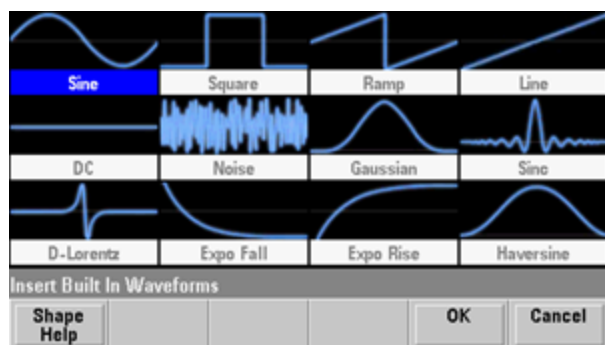 Sine Square Ramp Line
DC Noise Gaussian Sinc
D-Lorentz Expo Fall Expo Rise Haversine
Insert Built In Waveforms
Shape Help OK Cancel